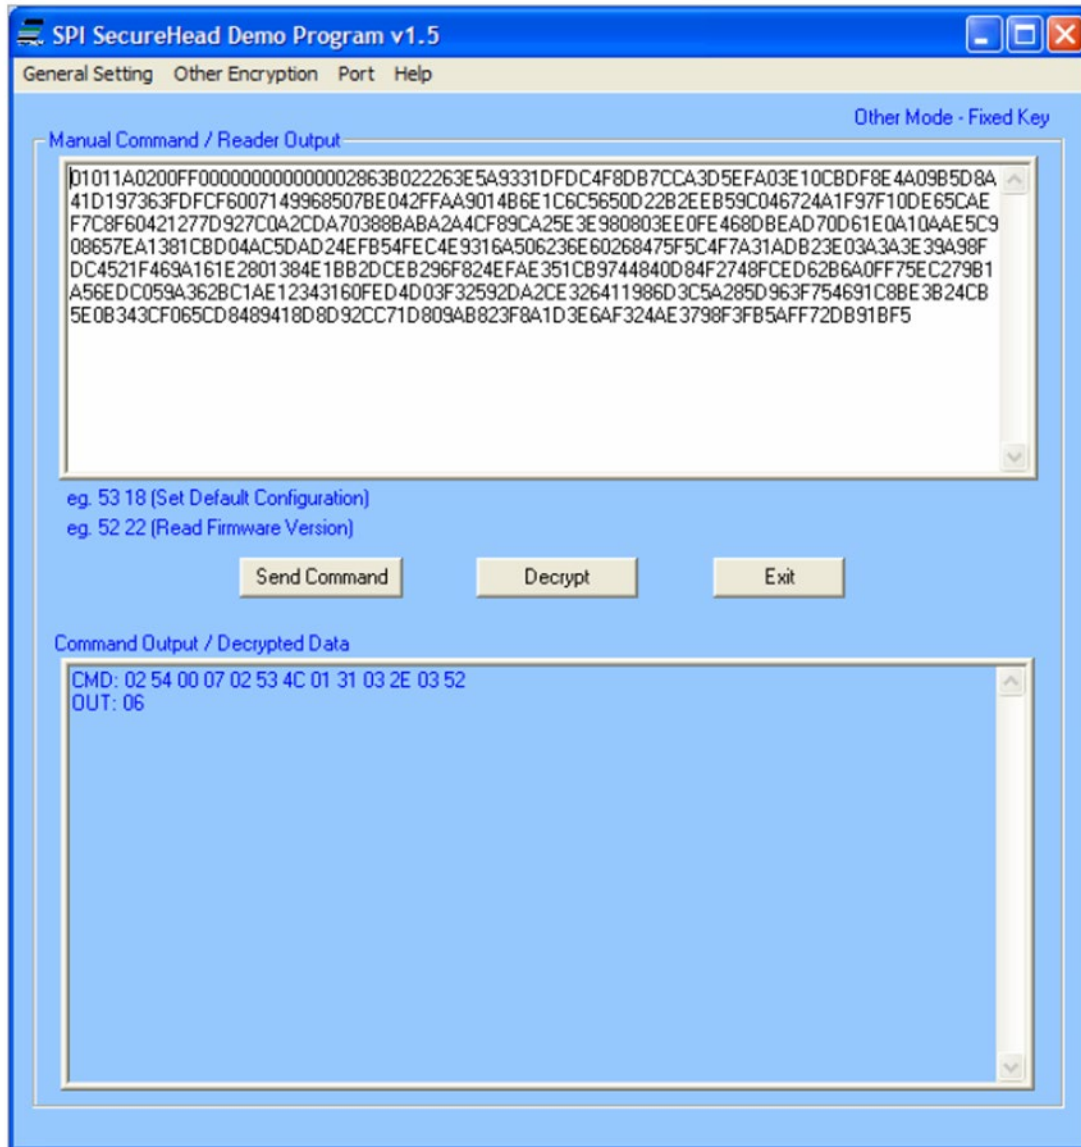 SPI SecureHead Demo Program v1.5
General Setting Other Encryption Port Help
Other Mode - Fixed Key
Manual Command / Reader Output
01011A0200FF000000000000002863B022263E5A9331DFDC4F8DB7CCA3D5EFA03E10CBDF8E4A09B5D8A
41D197363FDFCF6007149968507BE042FFAA9014B6E1C6C5650D22B2EEB59C046724A1F97F10DE65CAE
F7C8F60421277D927C0A2CDA70388BABA2A4CF89CA25E3E980803EE0FE468DBEAD70D61E0A10AAE5C9
08657EA1381CBD04AC5DAD24EFB54FEC4E9316A506236E60268475F5C4F7A31ADB23E03A3A3E39A98F
DC4521F469A161E2801384E1BB2DCEB296F824EFAE351CB9744840D84F2748FCED62B6A0FF75EC279B1
A56EDC059A362BC1AE12343160FED4D03F32592DA2CE326411986D3C5A285D963F754691C8BE3B24CB
5E0B343CF065CD8489418D8D92CC71D809AB823F8A1D3E6AF324AE3798F3FB5AFF72DB91BF5
eg. 53 18 (Set Default Configuration)
eg. 52 22 (Read Firmware Version)
Send Command Decrypt Exit
Command Output / Decrypted Data
CMD: 02 54 00 07 02 53 4C 01 31 03 2E 03 52
OUT: 06